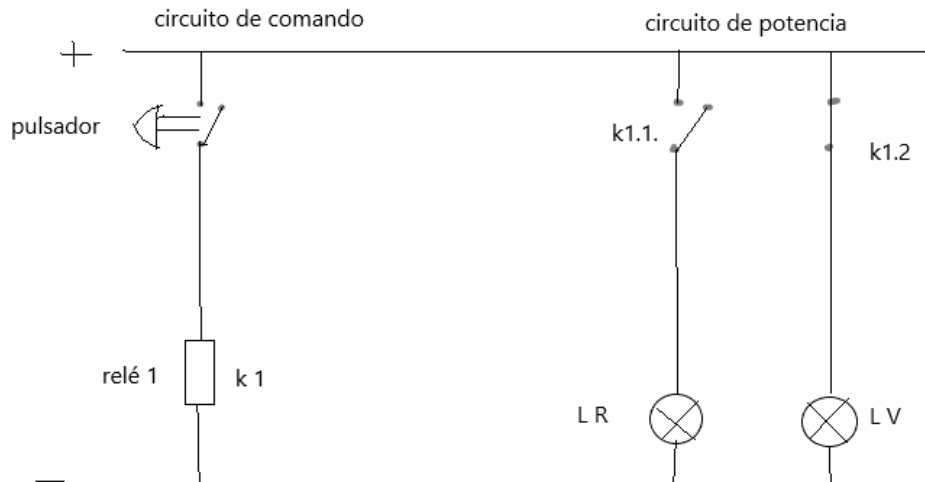 circuito de comando
circuito de potencia
+
pulsador
k1.1.
k1.2
relé 1
k 1
L R
L V
—